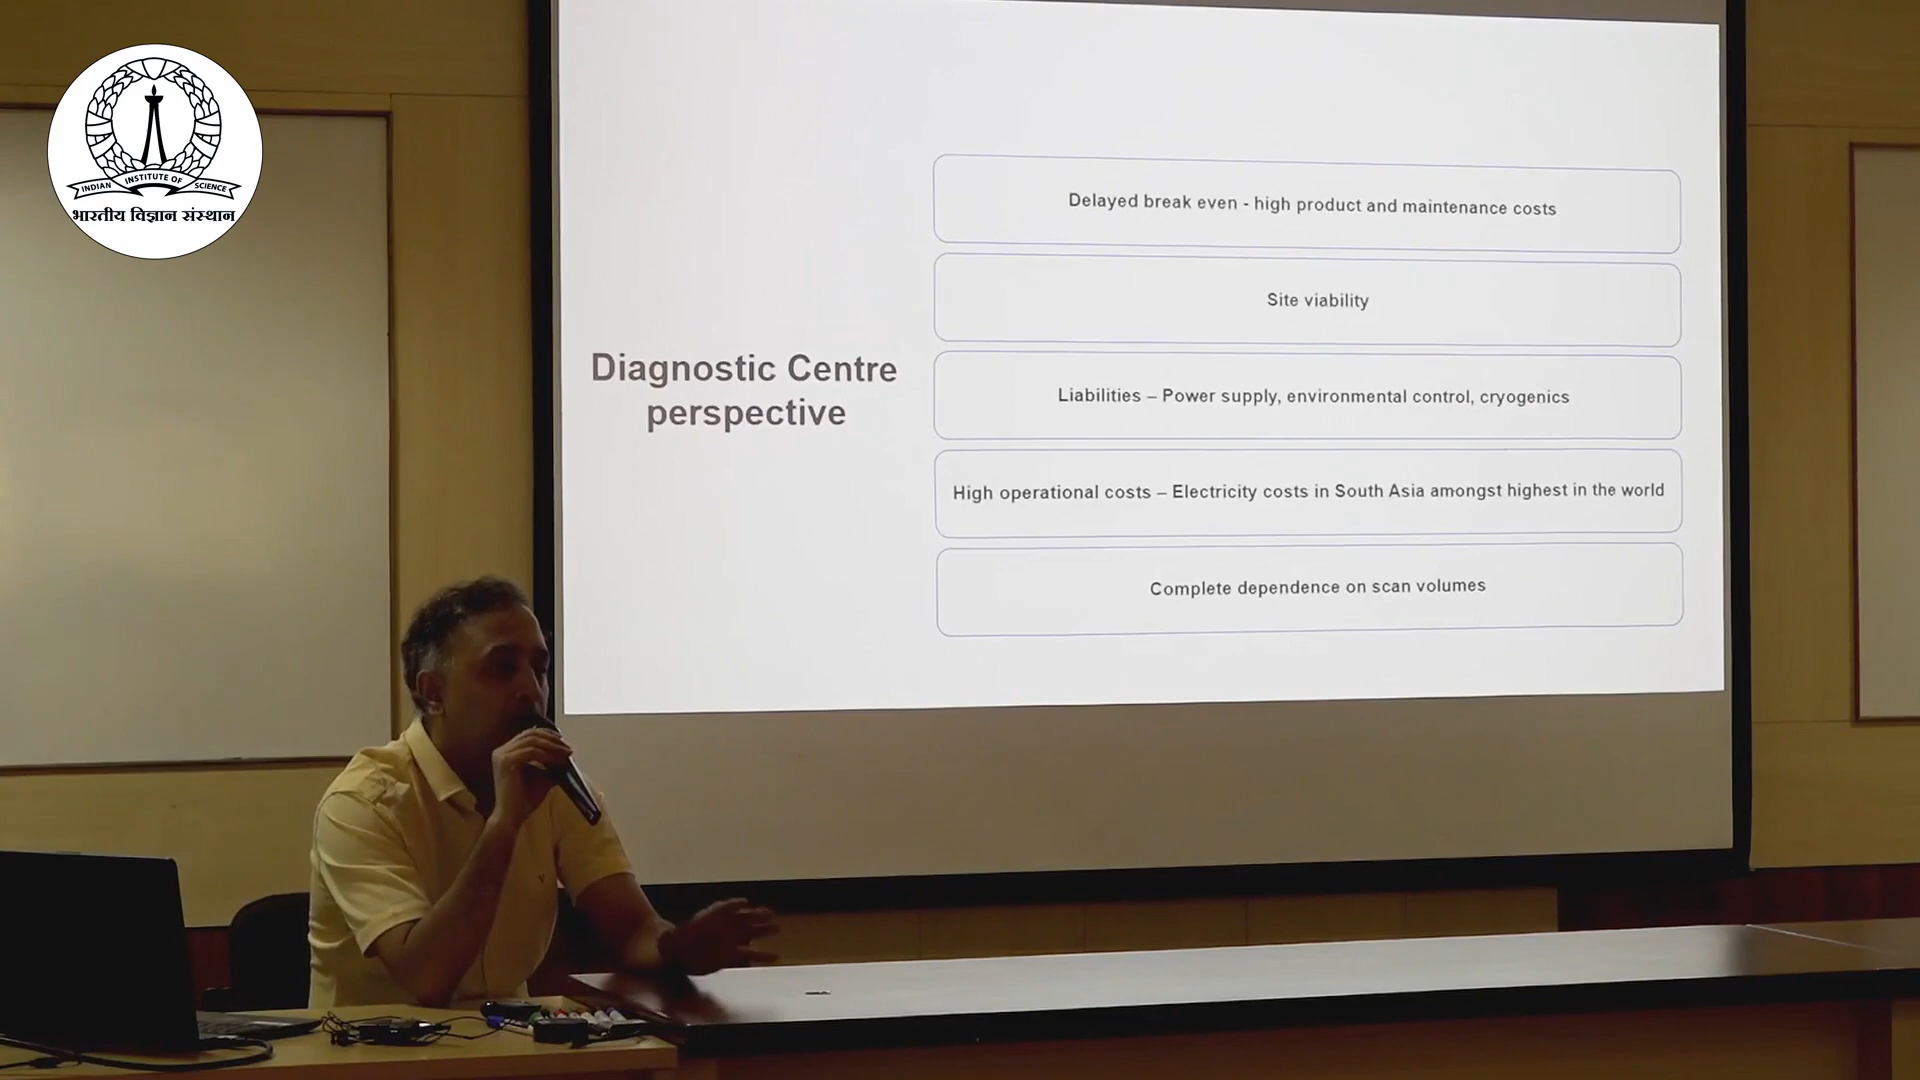 INDIAN INSTITUTE OF SCIENCE
भारतीय विज्ञान संस्थान
Diagnostic Centre
perspective
Delayed break even - high product and maintenance costs
Site viability
Liabilities – Power supply, environmental control, cryogenics
High operational costs – Electricity costs in South Asia amongst highest in the world
Complete dependence on scan volumes